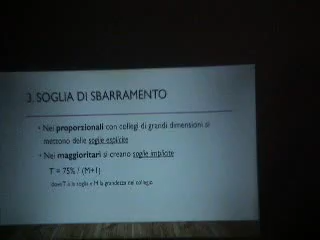 3. SOGLIA DI SBARRAMENTO
• Nei proporzionali con collegi di grandi dimensioni si
mettono delle soglie esplicite
• Nei maggioritari si creano soglie implicite
T = 75% / (M+1)
dove T è la soglia e M la grandezza del collegio